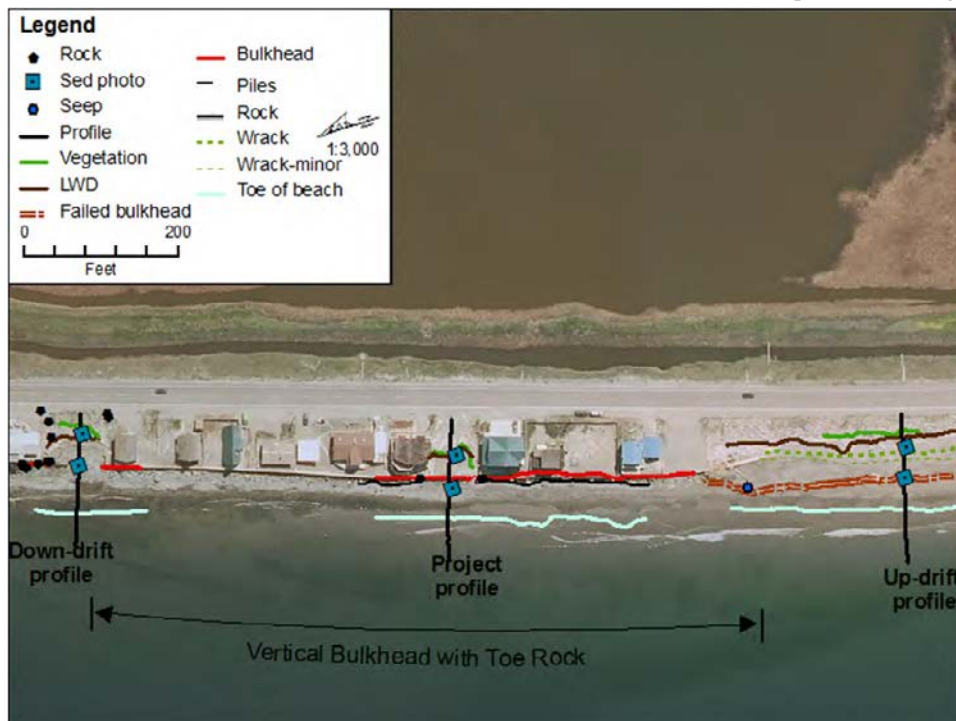 Legend
Rock
Sed photo
Seep
Profile
Vegetation
LWD
Failed bulkhead
0 200
Feet
Bulkhead
Piles
Rock
Wrack
Wrack-minor
Toe of beach
1:3,000
Down-drift
profile
Project
profile
Up-drift
profile
Vertical Bulkhead with Toe Rock